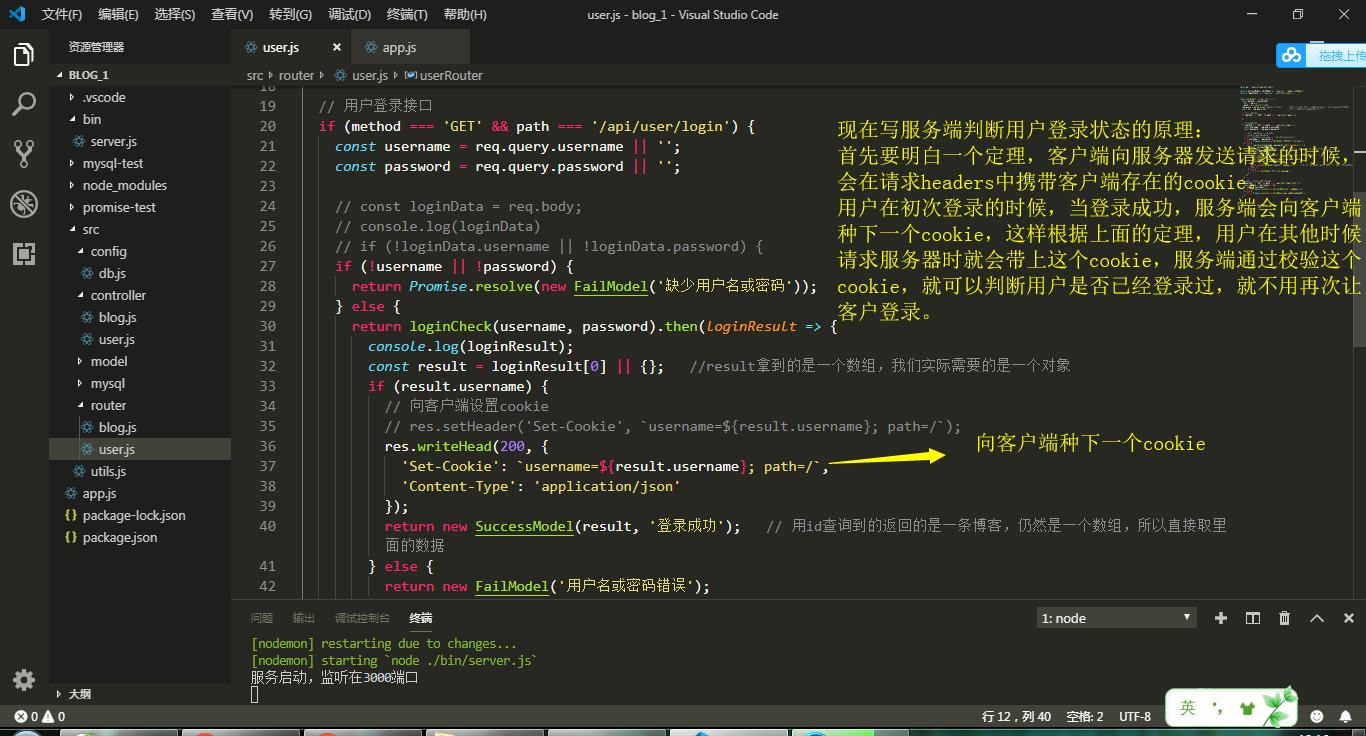 文件(F) 编辑(E) 选择(S) 查看(V) 转到(G) 调试(D) 终端(T) 帮助(H) user.js - blog_1 - Visual Studio Code
资源管理器
BLOG_1
.vscode
bin
server.js
mysql-test
node_modules
promise-test
src
config
db.js
controller
blog.js
user.js
model
mysql
router
blog.js
user.js
utils.js
app.js
{} package-lock.json
{} package.json
大纲
user.js × app.js
拖拽上传
src router user.js userRouter
18
19 // 用户登录接口
20 if (method === 'GET' && path === '/api/user/login') {
21 const username = req.query.username || '';
22 const password = req.query.password || '';
23
24 // const loginData = req.body;
25 // console.log(loginData)
26 // if (!loginData.username || !loginData.password) {
27 if (!username || !password) {
28 return Promise.resolve(new FailModel('缺少用户名或密码'));
29 } else {
30 return loginCheck(username, password).then(loginResult => {
31 console.log(loginResult);
32 const result = loginResult[0] || {}; //result拿到的是一个数组，我们实际需要的是一个对象
33 if (result.username) {
34 // 向客户端设置cookie
35 // res.setHeader('Set-Cookie', `username=${result.username}; path=/`);
36 res.writeHead(200, {
37 'Set-Cookie': `username=${result.username}; path=/`,
38 'Content-Type': 'application/json'
39 });
40 return new SuccessModel(result, '登录成功'); // 用id查询到的返回的是一条博客，仍然是一个数组，所以直接取里
面的数据
41 } else {
42 return new FailModel('用户名或密码错误');
现在写服务端判断用户登录状态的原理：
首先要明白一个定理，客户端向服务器发送请求的时候，
会在请求headers中携带客户端存在的cookie。
用户在初次登录的时候，当登录成功，服务端会向客户端
种下一个cookie，这样根据上面的定理，用户在其他时候
请求服务器时就会带上这个cookie，服务端通过校验这个
cookie，就可以判断用户是否已经登录过，就不用再次让
客户登录。
向客户端种下一个cookie
问题 输出 调试控制台 终端 1: node
[nodemon] restarting due to changes...
[nodemon] starting `node ./bin/server.js`
服务启动，监听在3000端口
0 0 行 12，列 40 空格: 2 UTF-8
英